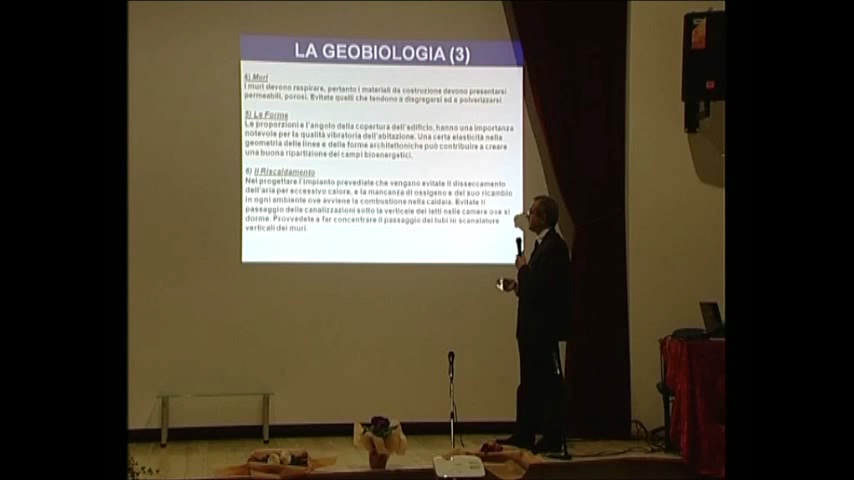 LA GEOBIOLOGIA (3)
4) Muri
I muri devono respirare, pertanto i materiali da costruzione devono presentarsi
permeabili, porosi. Evitate quelli che tendono a disgregarsi ed a polverizzarsi.
5) Le Forme
Le proporzioni e l'angolo della copertura dell'edificio, hanno una importanza
notevole per la qualità vibratoria dell'abitazione. Una certa elasticità nella
geometria delle linee e delle forme architettoniche può contribuire a creare
una buona ripartizione dei campi bioenergetici.
6) Il Riscaldamento
Nel progettare l'impianto prevediate che vengano evitate il disseccamento
dell'aria per eccessivo calore, e la mancanza di ossigeno e del suo ricambio
in ogni ambiente ove avviene la combustione nella caldaia. Evitate il
passaggio delle canalizzazioni sotto la verticale dei letti nelle camere ove si
dorme. Provvedete a far concentrare il passaggio dei tubi in scanalature
verticali dei muri.